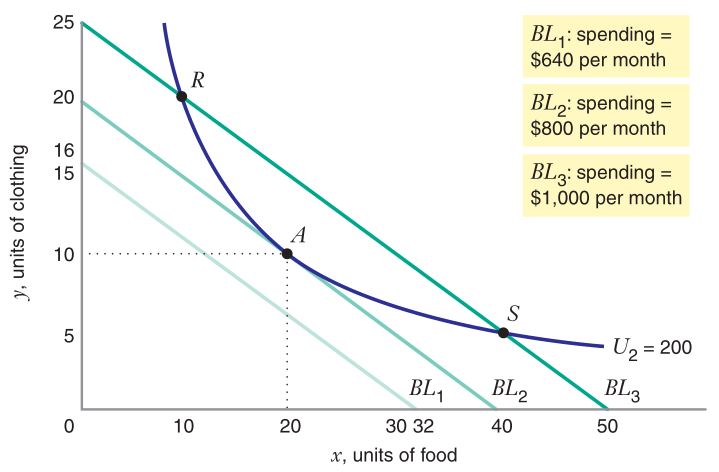 25
20
16
15
10
5
0
y, units of clothing
R
A
S
BL1: spending =
$640 per month
BL2: spending =
$800 per month
BL3: spending =
$1,000 per month
U2 = 200
BL1
BL2
BL3
10
20
30 32
40
50
x, units of food